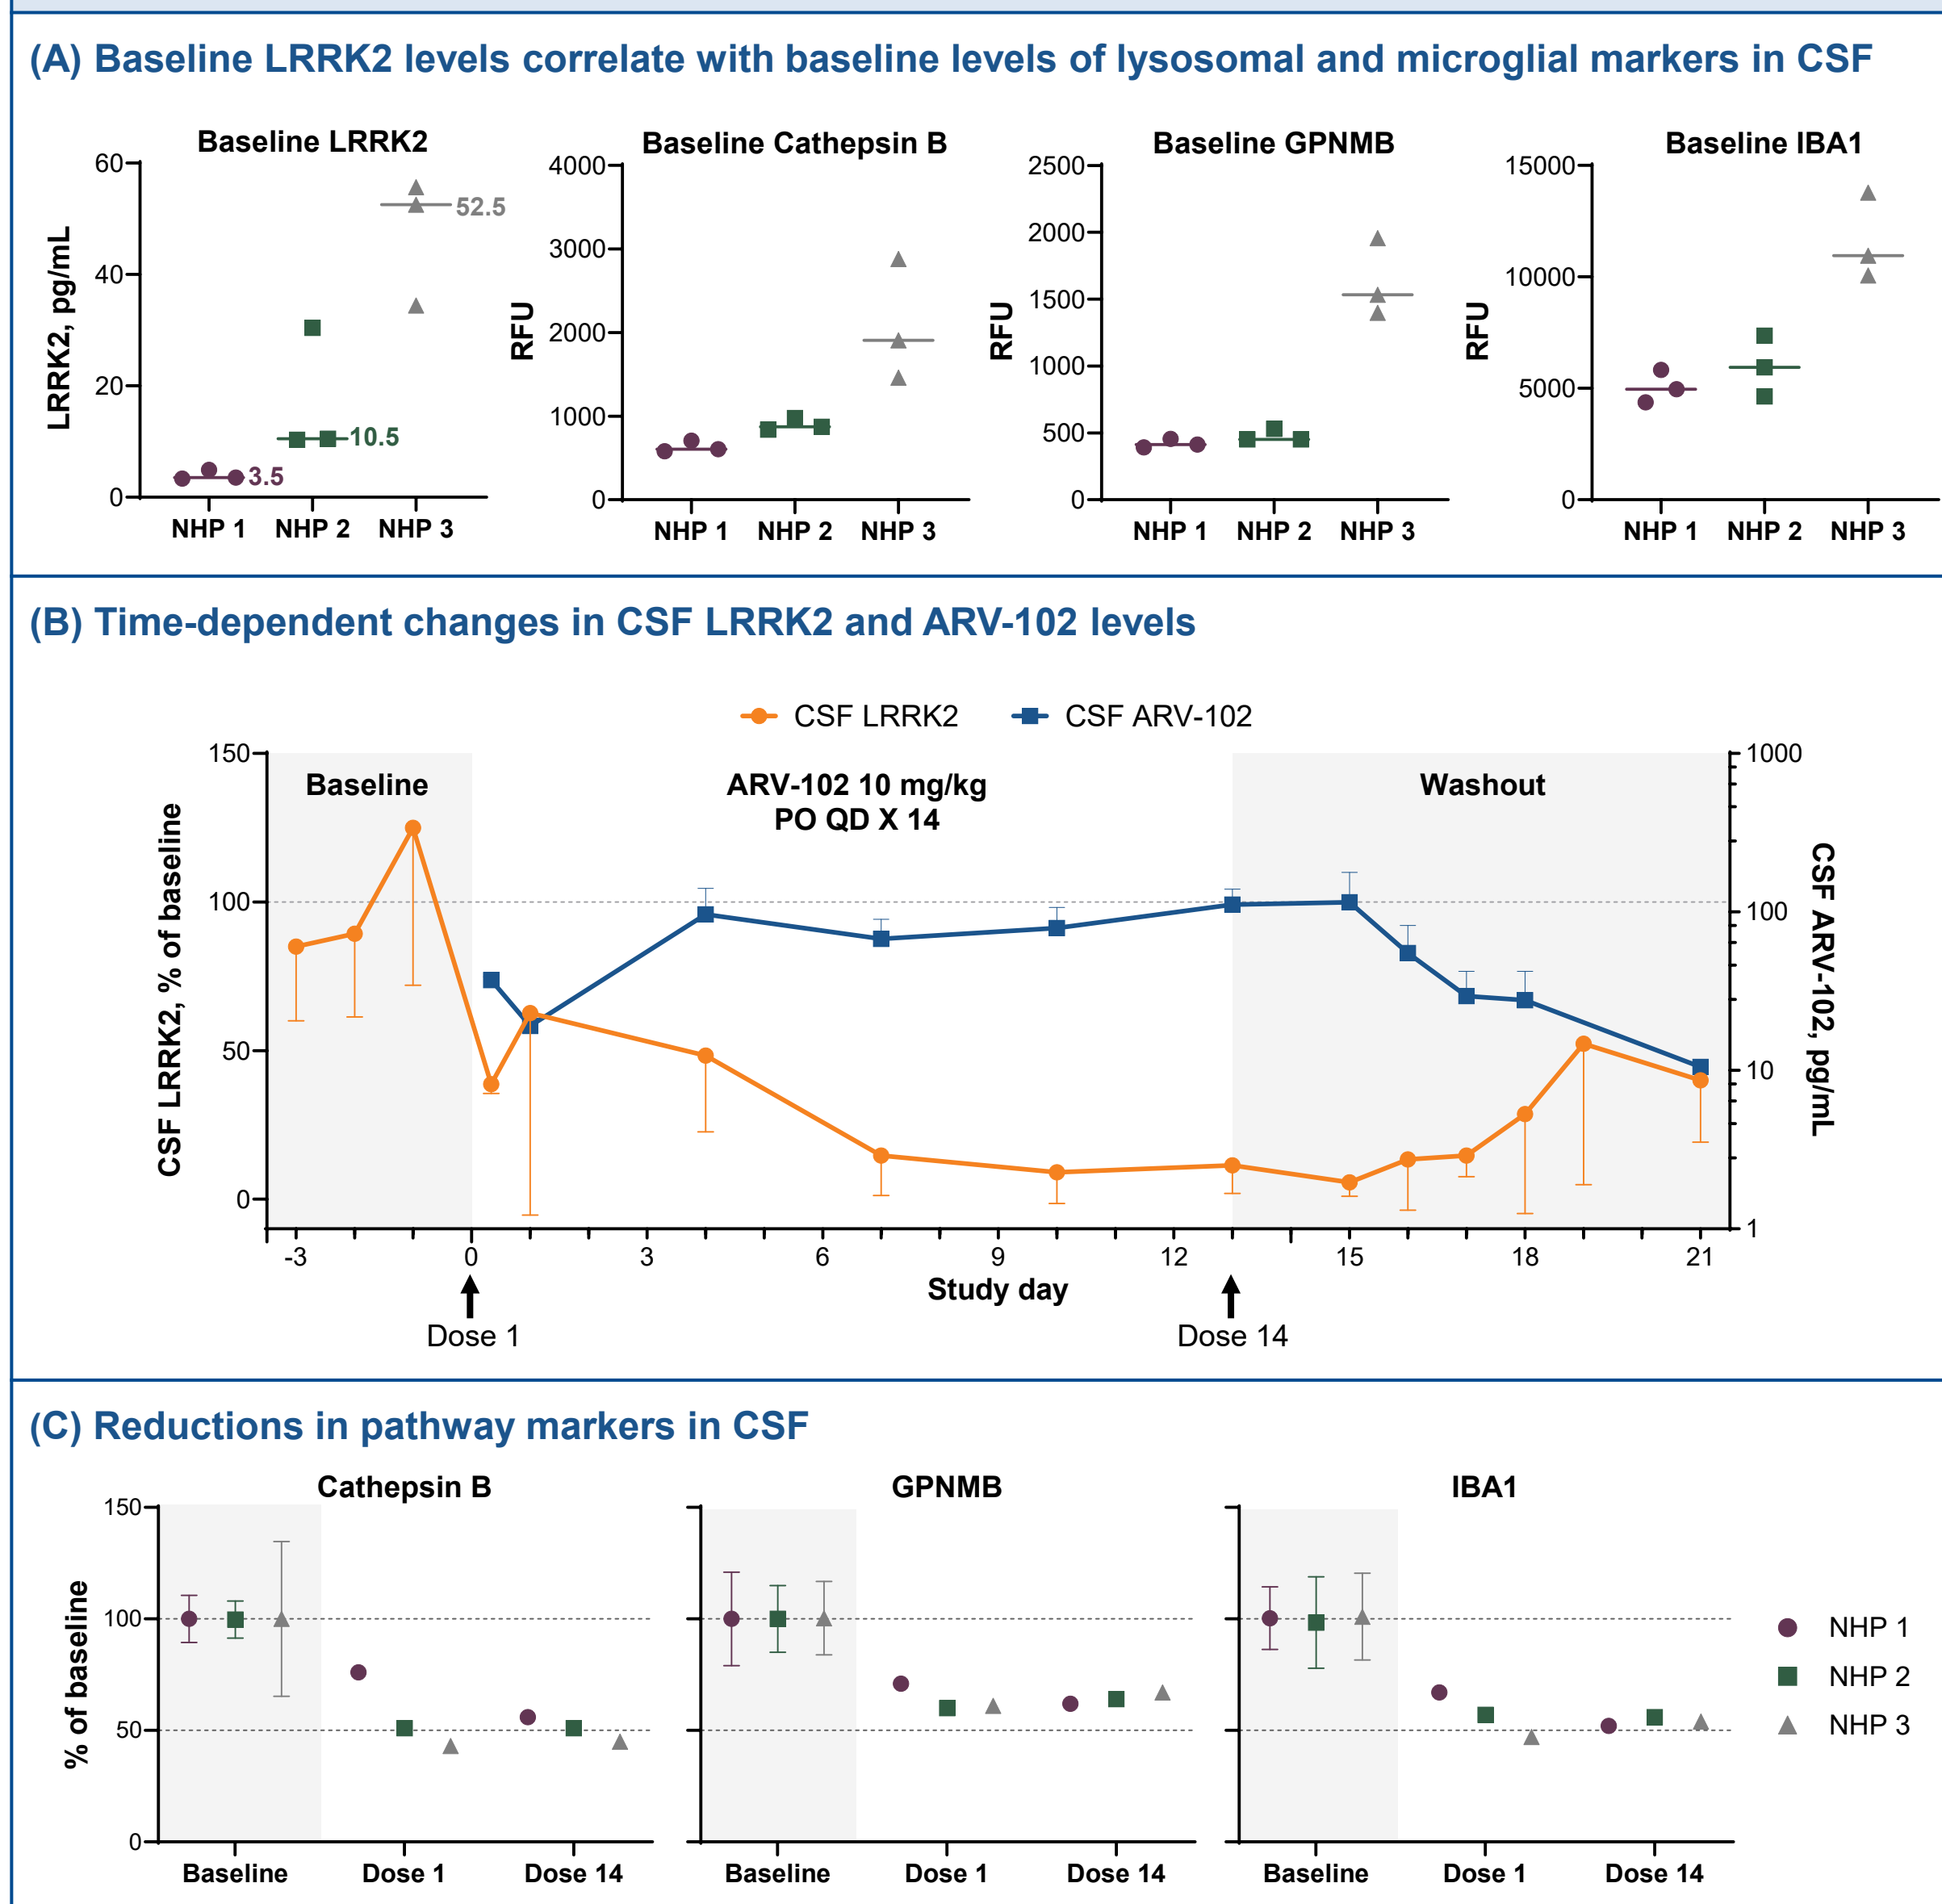 (A) Baseline LRRK2 levels correlate with baseline levels of lysosomal and microglial markers in CSF
Baseline LRRK2
LRRK2, pg/mL
60
40
20
0
52.5
10.5
3.5
NHP 1 NHP 2 NHP 3
Baseline Cathepsin B
RFU
4000
3000
2000
1000
0
NHP 1 NHP 2 NHP 3
Baseline GPNMB
RFU
2500
2000
1500
1000
500
0
NHP 1 NHP 2 NHP 3
Baseline IBA1
RFU
15000
10000
5000
0
NHP 1 NHP 2 NHP 3
(B) Time-dependent changes in CSF LRRK2 and ARV-102 levels
CSF LRRK2 CSF ARV-102
CSF LRRK2, % of baseline
150
100
50
0
Baseline
ARV-102 10 mg/kg
PO QD X 14
Washout
1000
100
10
1
CSF ARV-102, pg/mL
-3 0 3 6 9 12 15 18 21
Study day
Dose 1 Dose 14
(C) Reductions in pathway markers in CSF
% of baseline
Cathepsin B
150
100
50
0
Baseline Dose 1 Dose 14
GPNMB
Baseline Dose 1 Dose 14
IBA1
Baseline Dose 1 Dose 14
NHP 1
NHP 2
NHP 3